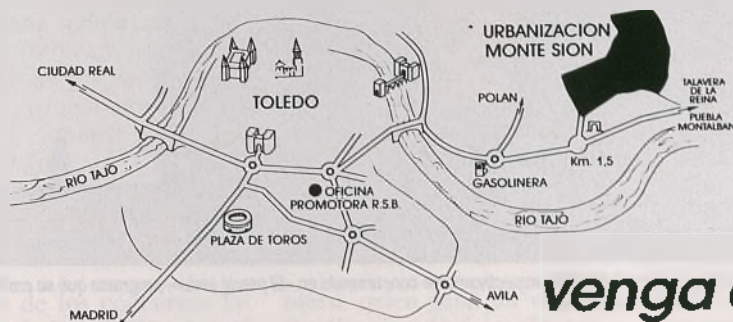 URBANIZACION
MONTE SION
CIUDAD REAL
TOLEDO
POLAN
TALAVERA
DE LA
REINA
PUEBLA
MONTALBAN
Km. 1,5
GASOLINERA
RIO TAJO
OFICINA
PROMOTORA R.S.B.
RIO TAJO
PLAZA DE TOROS
AVILA
MADRID
venga